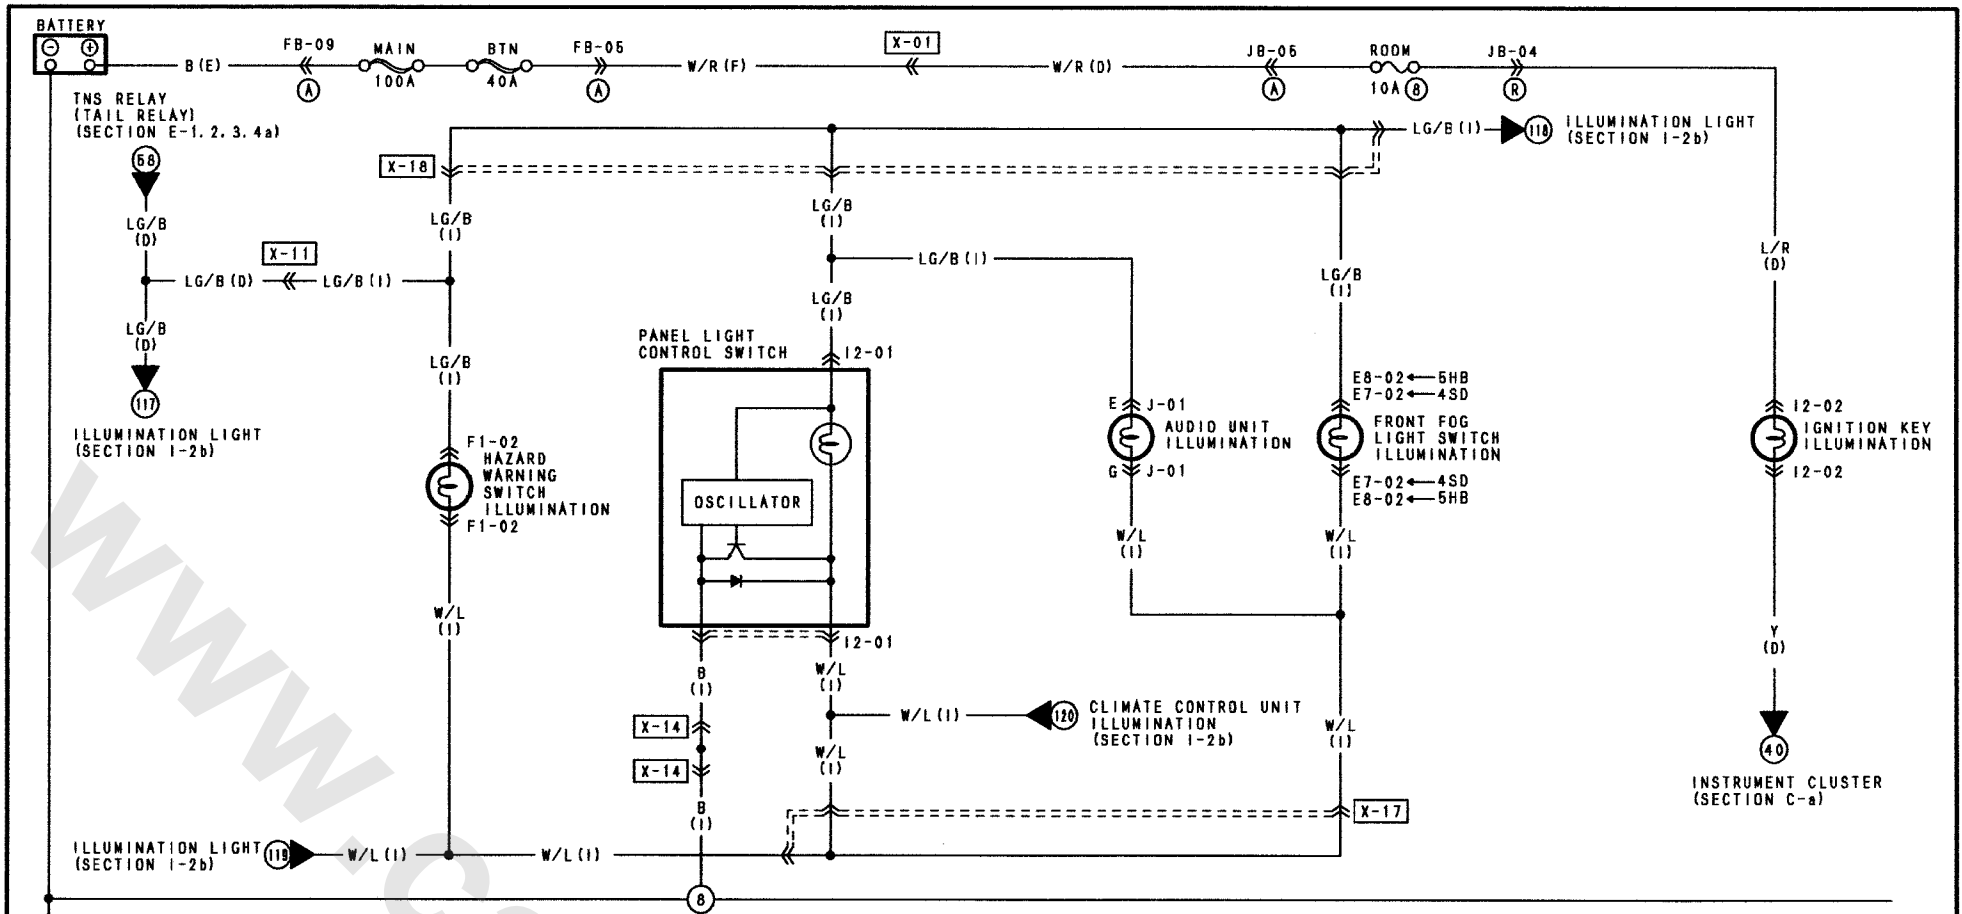 BATTERY
B(E)
FB-09
A
MAIN
100A
BTN
40A
FB-05
A
W/R(F)
X-01
W/R(D)
JB-05
A
ROOM
10A 8
JB-04
R
TNS RELAY
(TAIL RELAY)
(SECTION E-1.2.3.4a)
58
LG/B
(D)
X-11
LG/B(D)
LG/B(I)
LG/B
(D)
117
ILLUMINATION LIGHT
(SECTION I-2b)
X-18
LG/B
(I)
LG/B
(I)
LG/B(I)
118
ILLUMINATION LIGHT
(SECTION I-2b)
LG/B(I)
LG/B
(I)
LG/B
(I)
L/R
(D)
LG/B
(I)
F1-02
HAZARD
WARNING
SWITCH
ILLUMINATION
F1-02
PANEL LIGHT
CONTROL SWITCH
I2-01
OSCILLATOR
I2-01
E J-01
AUDIO UNIT
ILLUMINATION
G J-01
E8-02 5HB
E7-02 4SD
FRONT FOG
LIGHT SWITCH
ILLUMINATION
E7-02 4SD
E8-02 5HB
I2-02
IGNITION KEY
ILLUMINATION
I2-02
W/L
(I)
W/L
(I)
W/L
(I)
Y
(D)
B
(I)
W/L
(I)
X-14
X-14
W/L(I)
120
CLIMATE CONTROL UNIT
ILLUMINATION
(SECTION I-2b)
W/L
(I)
W/L
(I)
40
INSTRUMENT CLUSTER
(SECTION C-a)
B
(I)
X-17
ILLUMINATION LIGHT
(SECTION I-2b)
119
W/L(I)
W/L(I)
8
www.c